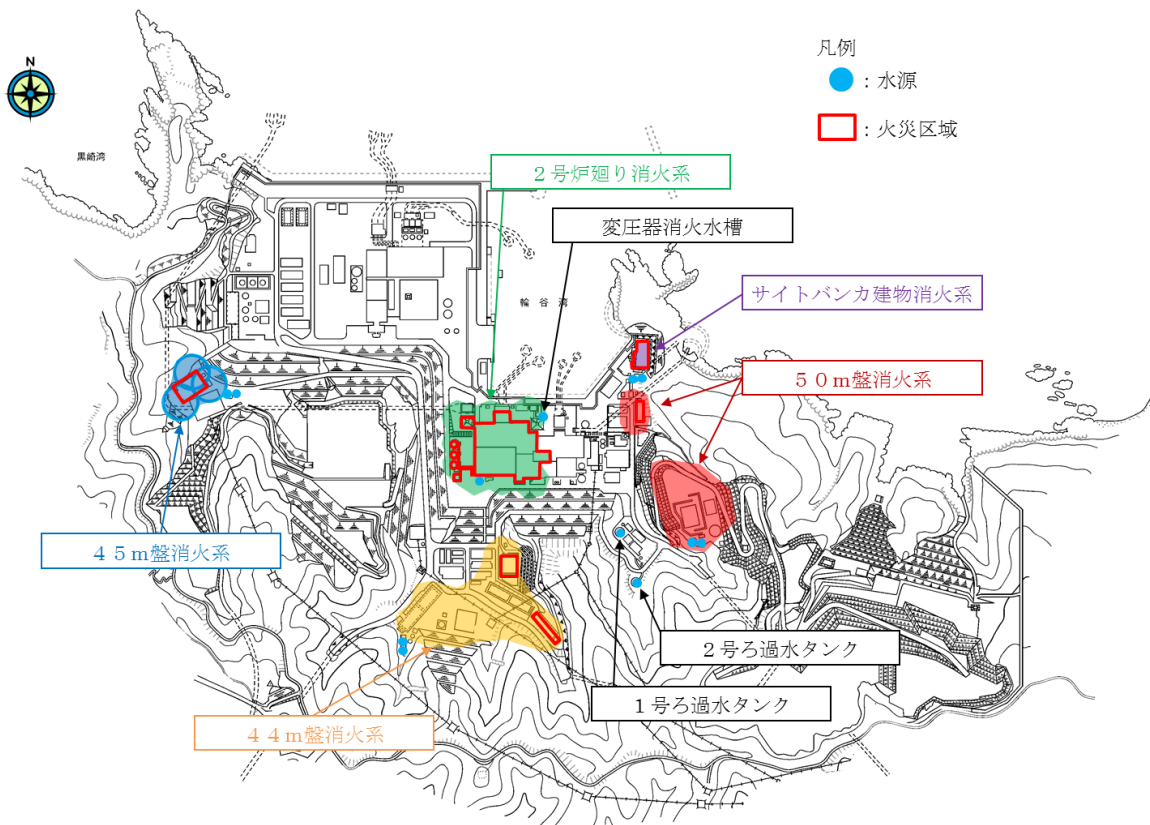 凡例
：水源
：火災区域
N
黒崎湾
２号炉廻り消火系
変圧器消火水槽
サイトバンカ建物消火系
輪谷湾
５０ｍ盤消火系
４５ｍ盤消火系
２号ろ過水タンク
１号ろ過水タンク
４４ｍ盤消火系